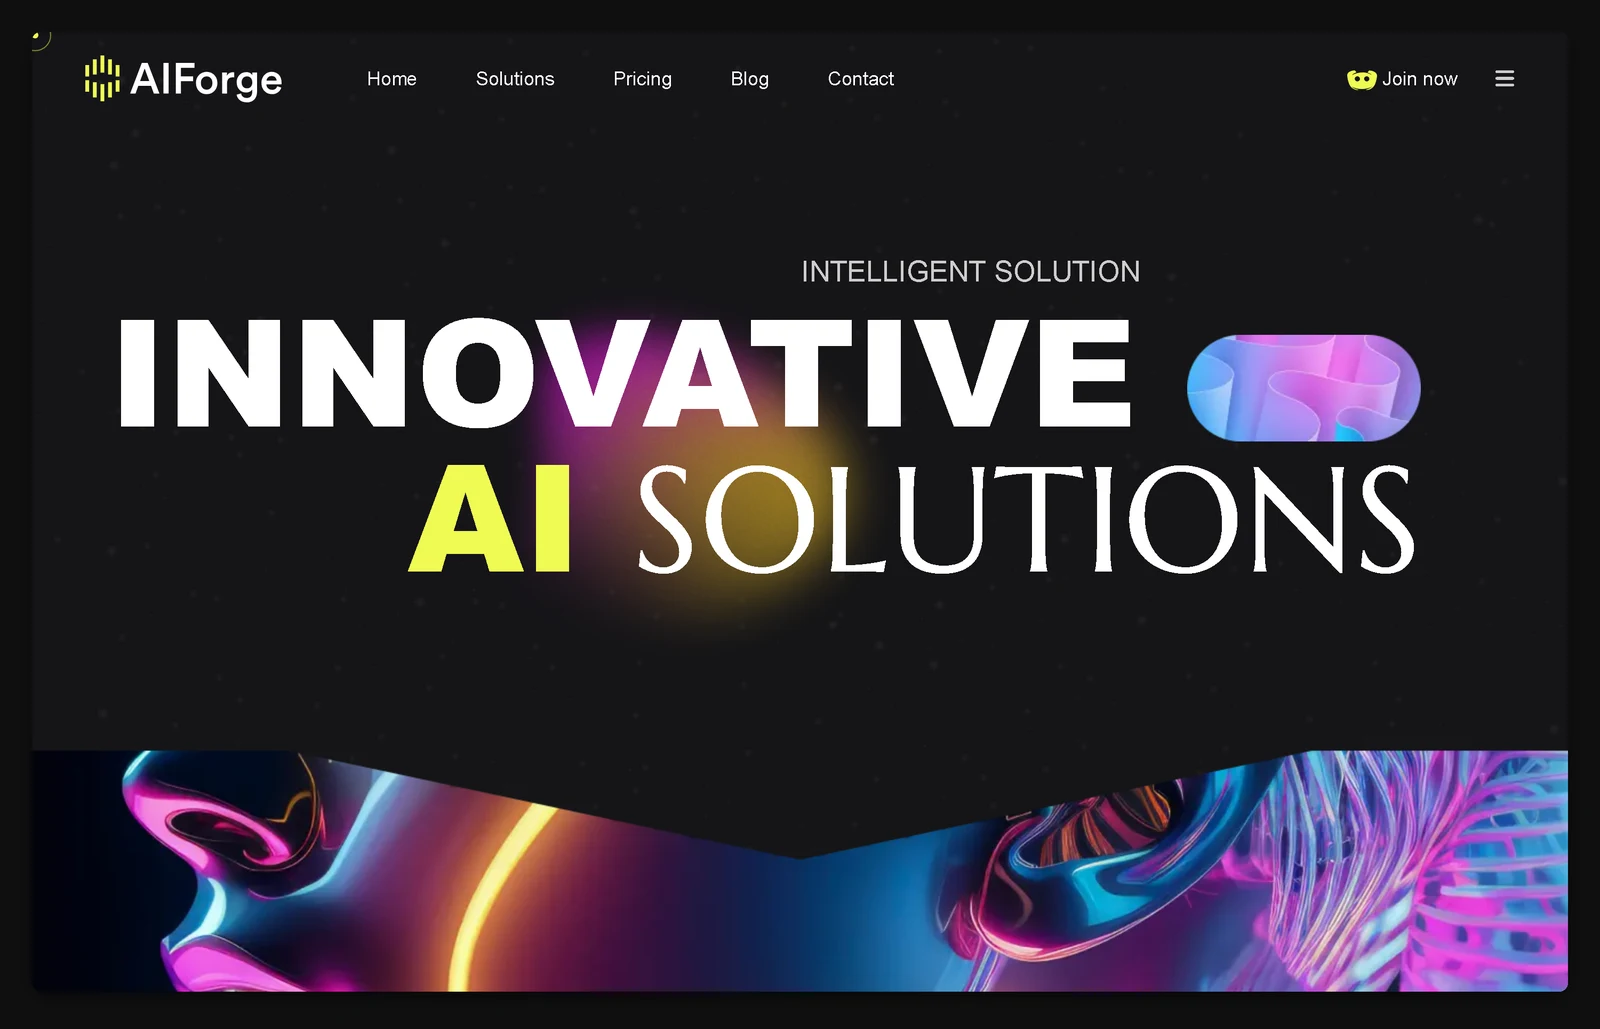 AIForge
Home
Solutions
Pricing
Blog
Contact
Join now
INTELLIGENT SOLUTION
INNOVATIVE
AI SOLUTIONS